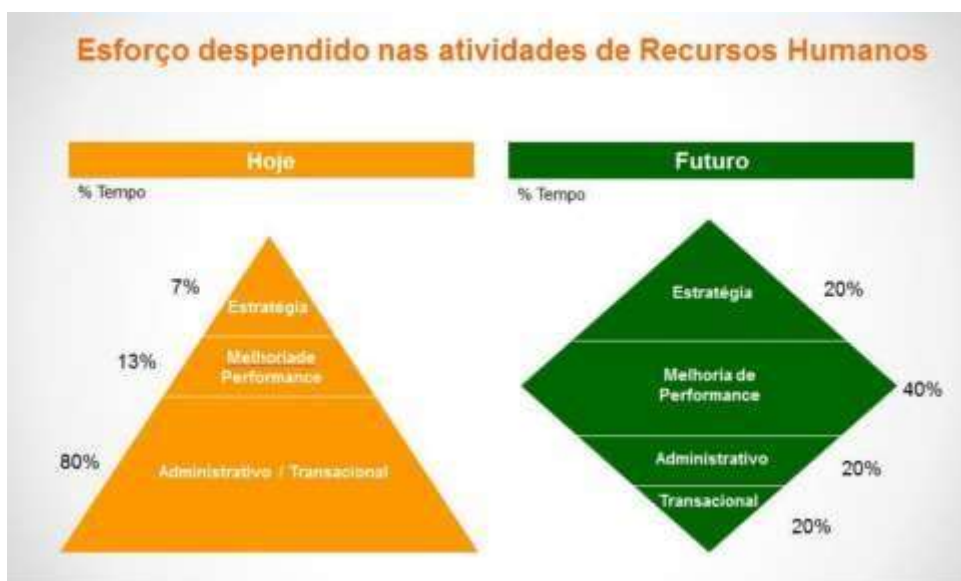 Esforço despendido nas atividades de Recursos Humanos
Hoje
% Tempo
7%
Estratégia
13%
Melhoriade
Performance
80%
Administrativo / Transacional
Futuro
% Tempo
Estratégia
20%
Melhoria de
Performance
40%
Administrativo
20%
Transacional
20%